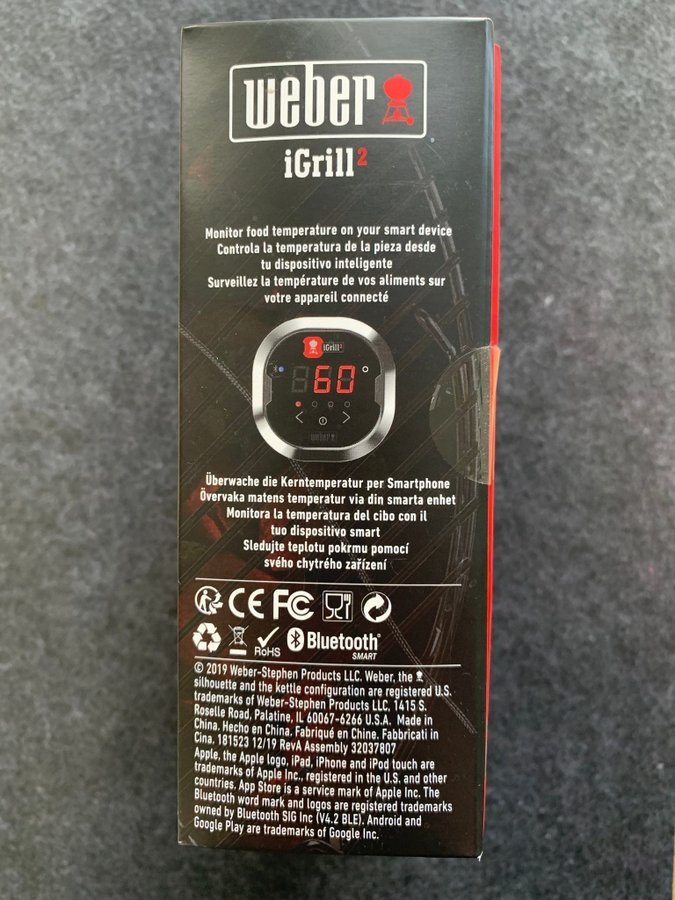 weber
iGrill²
Monitor food temperature on your smart device
Controla la temperatura de la pieza desde
tu dispositivo inteligente
Surveillez la température de vos aliments sur
votre appareil connecté
iGrill²
60
weber
Überwache die Kerntemperatur per Smartphone
Övervaka matens temperatur via din smarta enhet
Monitora la temperatura del cibo con il
tuo dispositivo smart
Sledujte teplotu pokrmu pomocí
svého chytrého zařízení
CE FC
RoHS Bluetooth®
SMART
© 2019 Weber-Stephen Products LLC. Weber, the
silhouette and the kettle configuration are registered U.S.
trademarks of Weber-Stephen Products LLC, 1415 S.
Roselle Road, Palatine, IL 60067-6266 U.S.A. Made in
China, Hecho en China, Fabriqué en Chine. Fabbricati in
Cina. 181523 12/19 RevA Assembly 32037807
Apple, the Apple logo, iPad, iPhone and iPod touch are
trademarks of Apple Inc., registered in the U.S. and other
countries. App Store is a service mark of Apple Inc. The
Bluetooth word mark and logos are registered trademarks
owned by Bluetooth SIG Inc (V4.2 BLE). Android and
Google Play are trademarks of Google Inc.